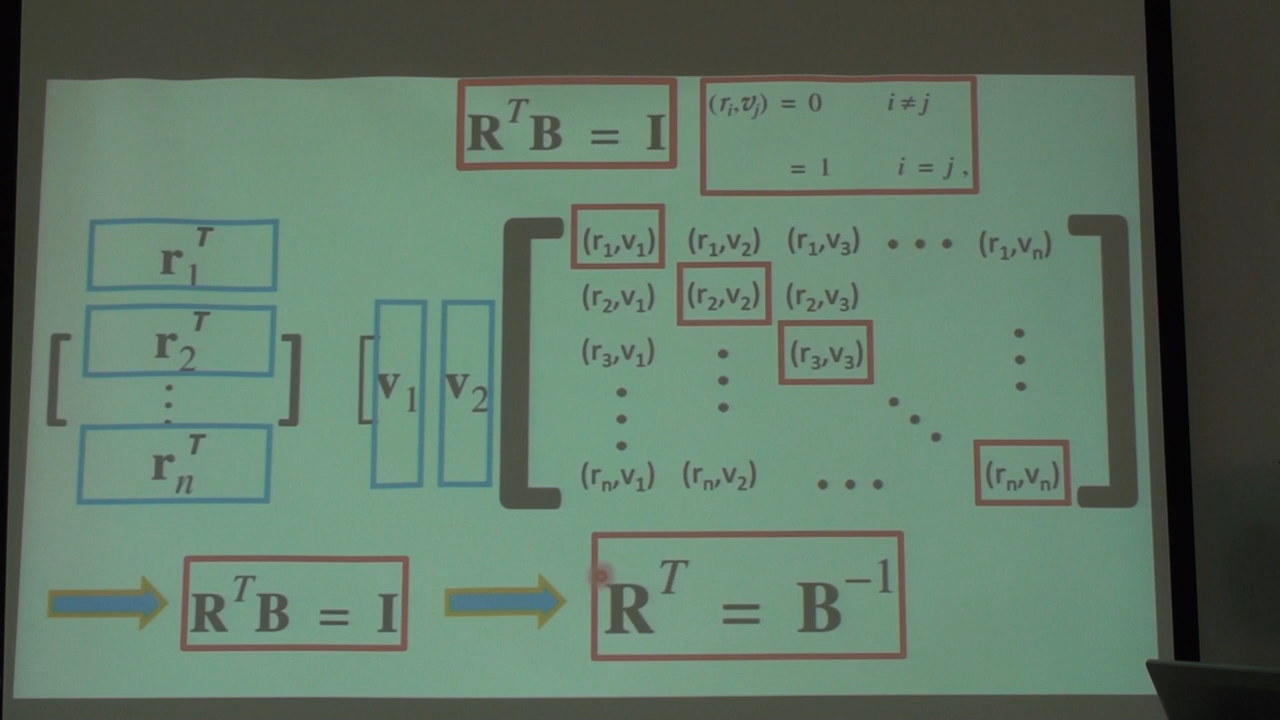 R^T B = I
(r_i, v_j) = 0 i ≠ j
= 1 i = j ,
r_1^T
r_2^T
⋮
r_n^T
[ v_1 v_2
(r_1,v_1) (r_1,v_2) (r_1,v_3) • • • (r_1,v_n)
(r_2,v_1) (r_2,v_2) (r_2,v_3)
(r_3,v_1) ⋮ (r_3,v_3) ⋮
⋮ ⋱
(r_n,v_1) (r_n,v_2) • • • (r_n,v_n)
R^T B = I
R^T = B^{-1}